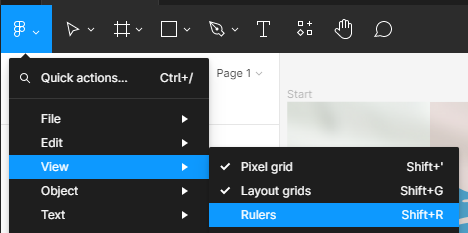 Quick actions... Ctrl+/
Page 1
Start
File
Edit
View
Pixel grid Shift+'
Object
Layout grids Shift+G
Text
Rulers Shift+R